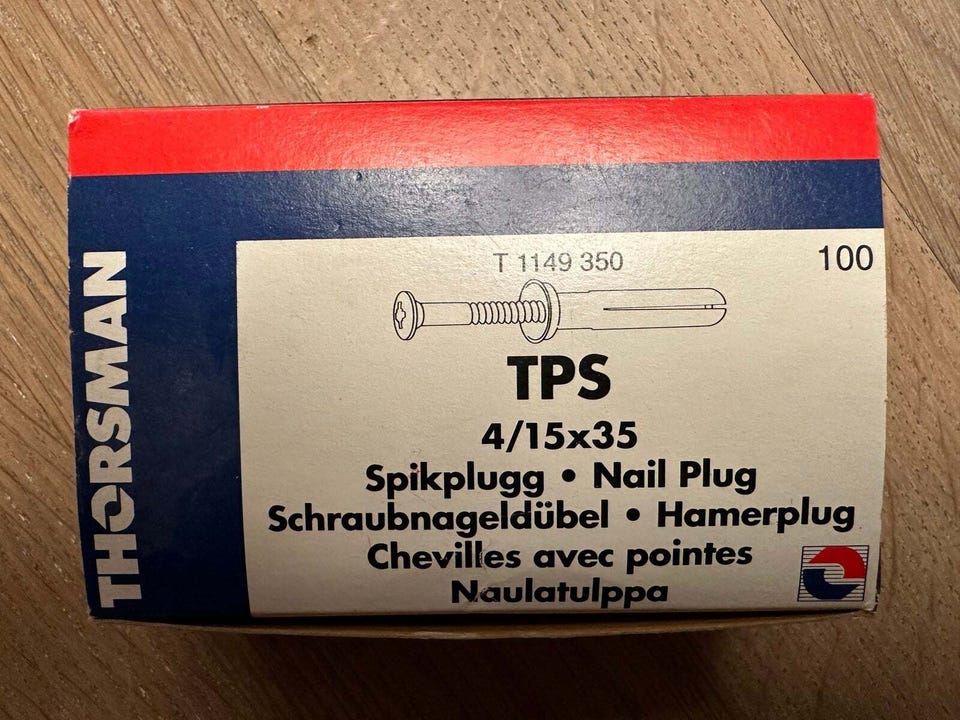 THORSMAN
T 1149 350
100
TPS
4/15x35
Spikplugg • Nail Plug
Schraubnageldübel • Hamerplug
Chevilles avec pointes
Naulatulppa